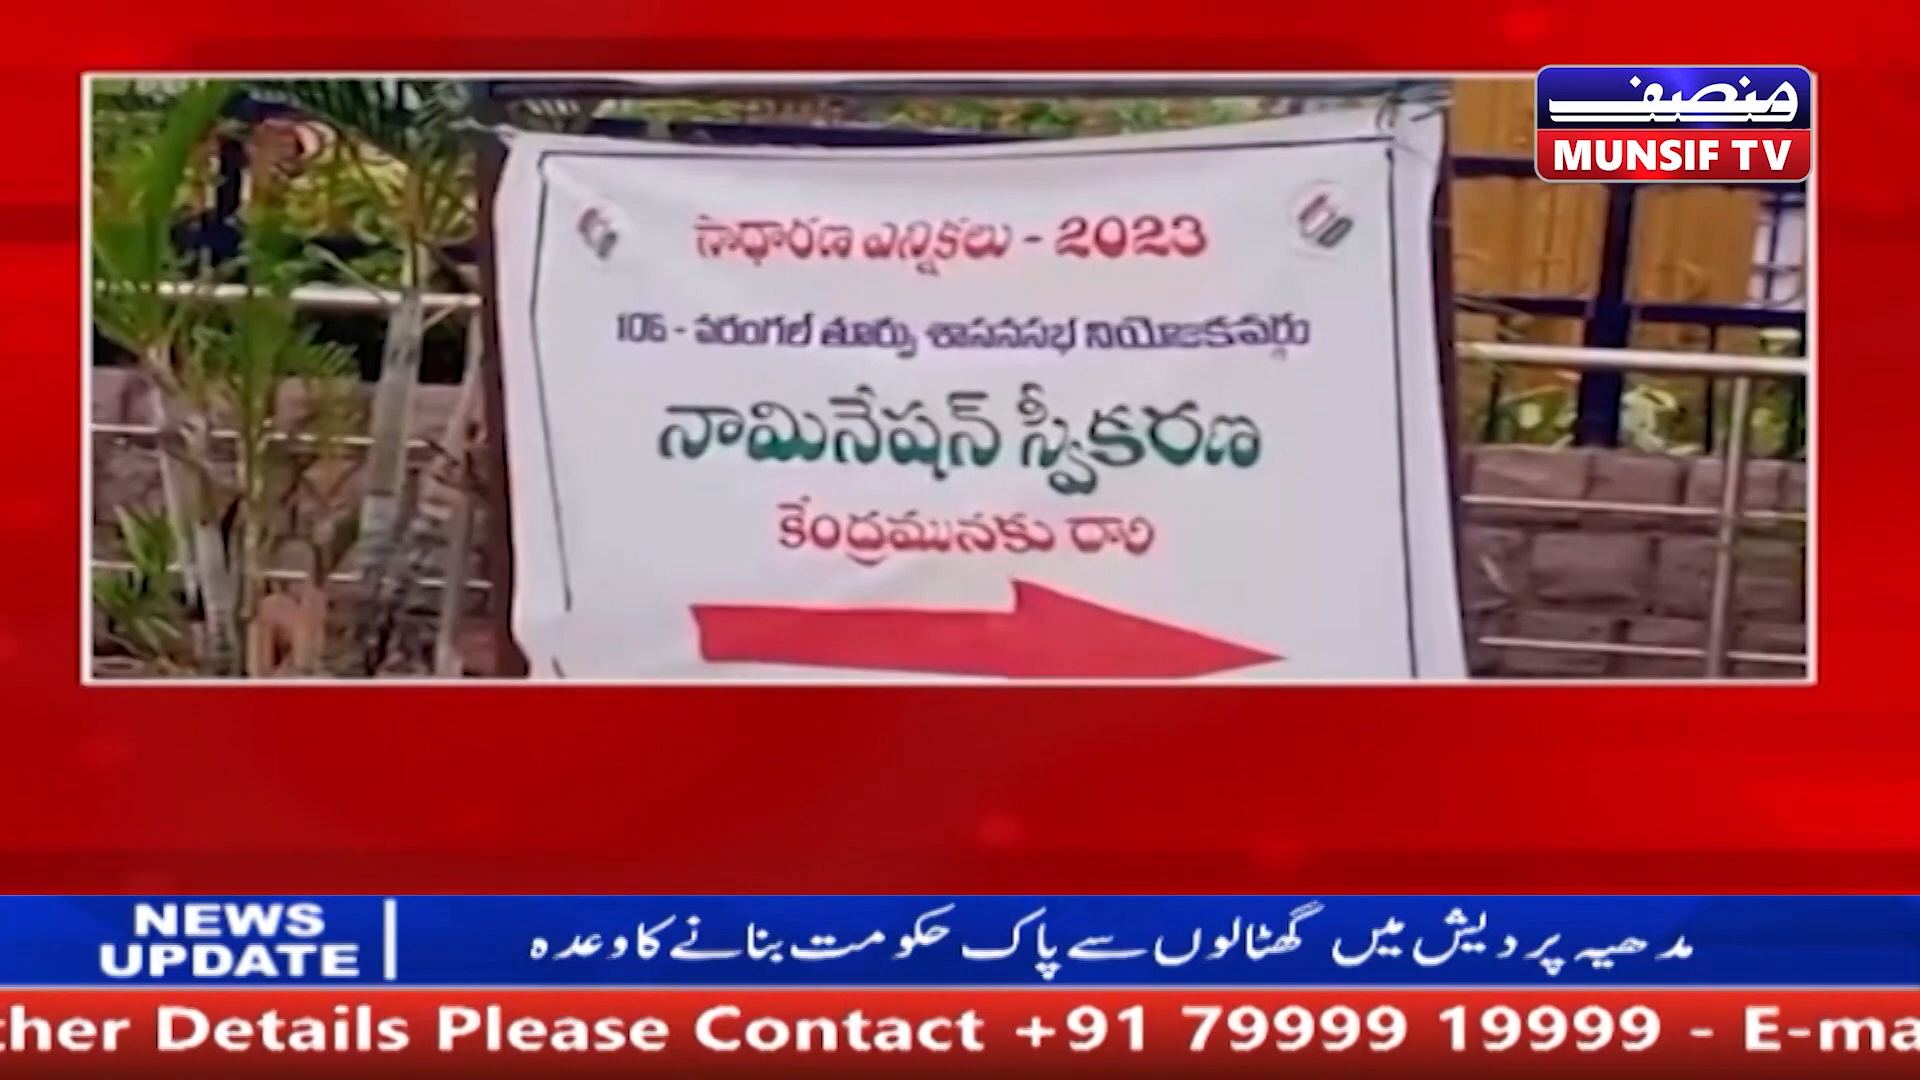 منصف
MUNSIF TV
సాధారణ ఎన్నికలు - 2023
106 - వరంగల్ తూర్పు శాసనసభ నియోజకవర్గం
నామినేషన్ స్వీకరణ
కేంద్రమునకు దారి
NEWS
UPDATE
مدھیہ پردیش میں گھٹالوں سے پاک حکومت بنانے کا وعدہ
ther Details Please Contact +91 79999 19999 - E-ma